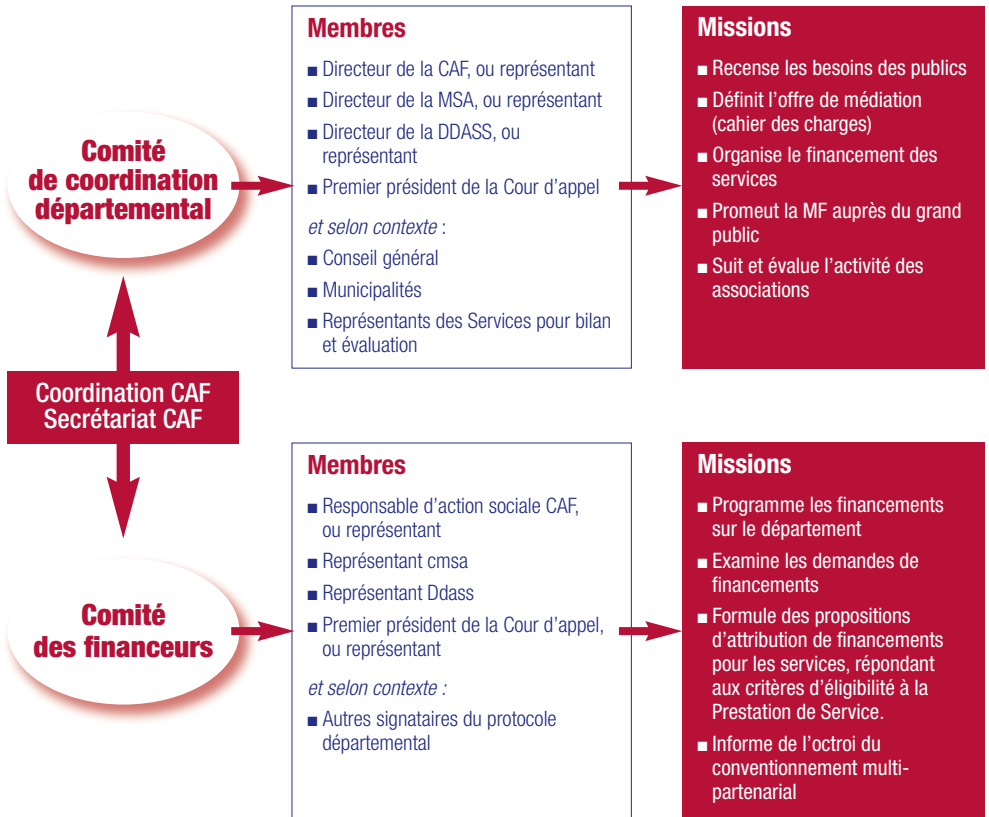 Comité
de coordination
départemental
Membres
■ Directeur de la CAF, ou représentant
■ Directeur de la MSA, ou représentant
■ Directeur de la DDASS, ou
représentant
■ Premier président de la Cour d'appel
et selon contexte :
■ Conseil général
■ Municipalités
■ Représentants des Services pour bilan
et évaluation
Missions
■ Recense les besoins des publics
■ Définit l'offre de médiation
(cahier des charges)
■ Organise le financement des
services
■ Promeut la MF auprès du grand
public
■ Suit et évalue l'activité des
associations
Coordination CAF
Secrétariat CAF
Comité
des financeurs
Membres
■ Responsable d'action sociale CAF,
ou représentant
■ Représentant cmsa
■ Représentant Ddass
■ Premier président de la Cour d'appel,
ou représentant
et selon contexte :
■ Autres signataires du protocole
départemental
Missions
■ Programme les financements
sur le département
■ Examine les demandes de
financements
■ Formule des propositions
d'attribution de financements
pour les services, répondant
aux critères d'éligibilité à la
Prestation de Service.
■ Informe de l'octroi du
conventionnement multi-
partenarial